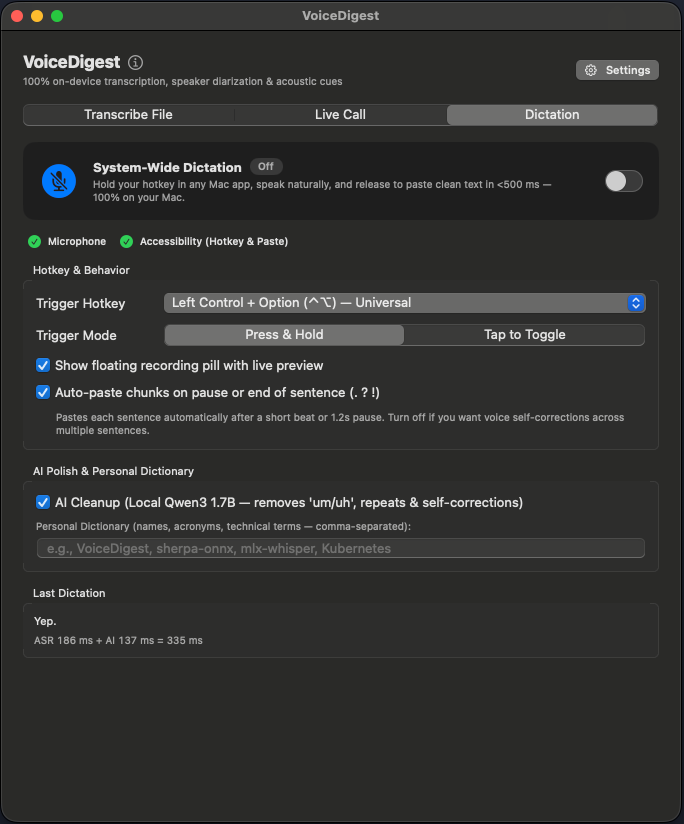 VoiceDigest
VoiceDigest
100% on-device transcription, speaker diarization & acoustic cues
Settings
Transcribe File
Live Call
Dictation
System-Wide Dictation
Off
Hold your hotkey in any Mac app, speak naturally, and release to paste clean text in <500 ms —
100% on your Mac.
Microphone
Accessibility (Hotkey & Paste)
Hotkey & Behavior
Trigger Hotkey
Left Control + Option (^⌥) — Universal
Trigger Mode
Press & Hold
Tap to Toggle
Show floating recording pill with live preview
Auto-paste chunks on pause or end of sentence (. ? !)
Pastes each sentence automatically after a short beat or 1.2s pause. Turn off if you want voice self-corrections across
multiple sentences.
AI Polish & Personal Dictionary
AI Cleanup (Local Qwen3 1.7B — removes 'um/uh', repeats & self-corrections)
Personal Dictionary (names, acronyms, technical terms — comma-separated):
e.g., VoiceDigest, sherpa-onnx, mlx-whisper, Kubernetes
Last Dictation
Yep.
ASR 186 ms + AI 137 ms = 335 ms